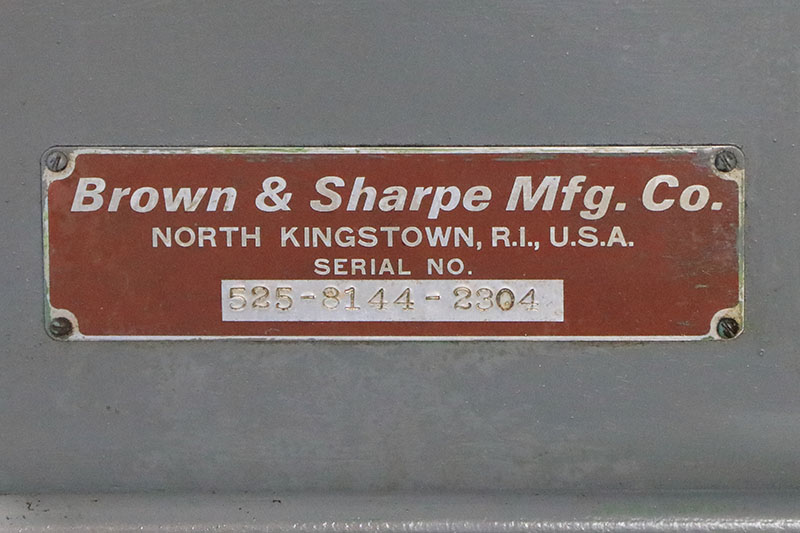 Brown & Sharpe Mfg. Co.
NORTH KINGSTOWN, R.I., U.S.A.
SERIAL NO.
525-8144-2304